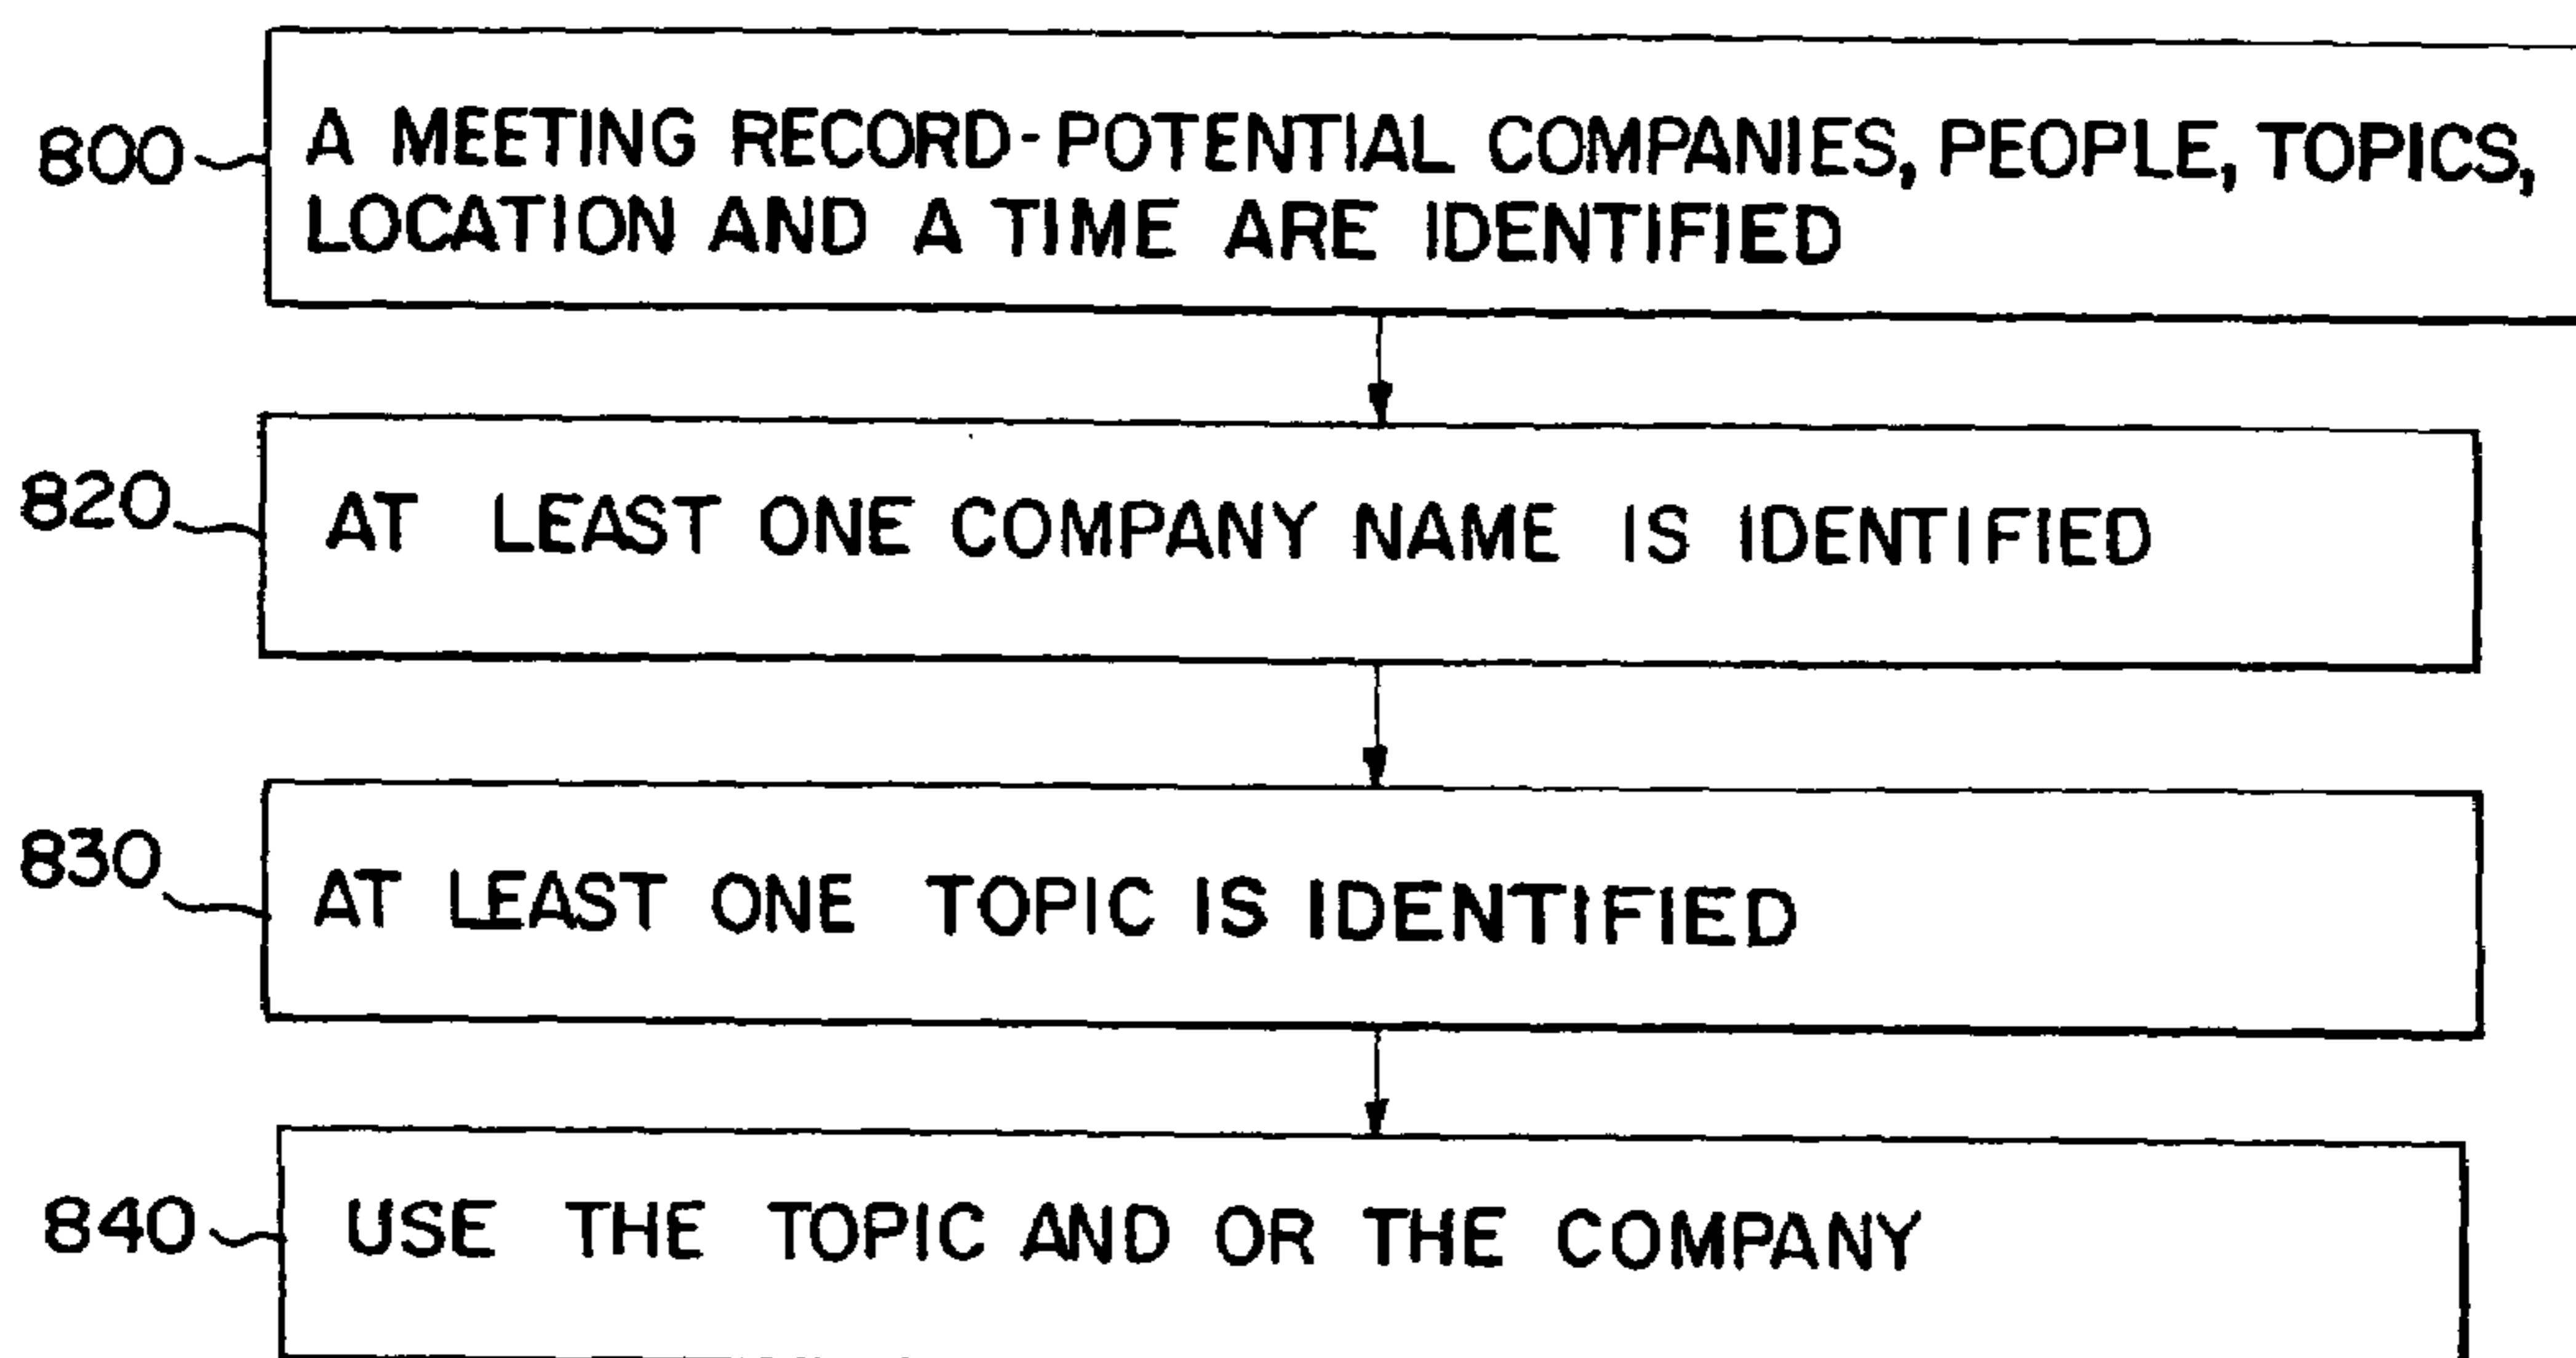 800 A MEETING RECORD-POTENTIAL COMPANIES, PEOPLE, TOPICS,
LOCATION AND A TIME ARE IDENTIFIED
820 AT LEAST ONE COMPANY NAME IS IDENTIFIED
830 AT LEAST ONE TOPIC IS IDENTIFIED
840 USE THE TOPIC AND OR THE COMPANY